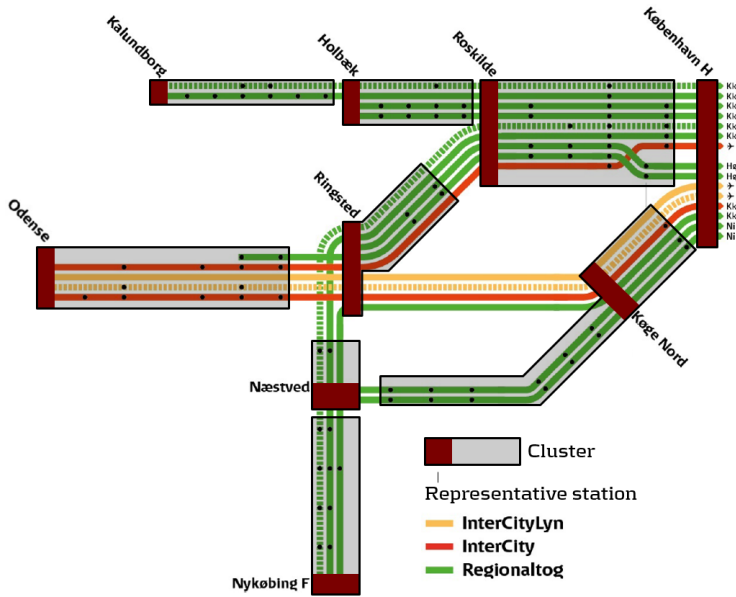 København H
Roskilde
Holbæk
Kalundborg
Ringsted
Odense
Køge Nord
Næstved
Nykøbing F
Cluster
Representative station
InterCityLyn
InterCity
Regionaltog